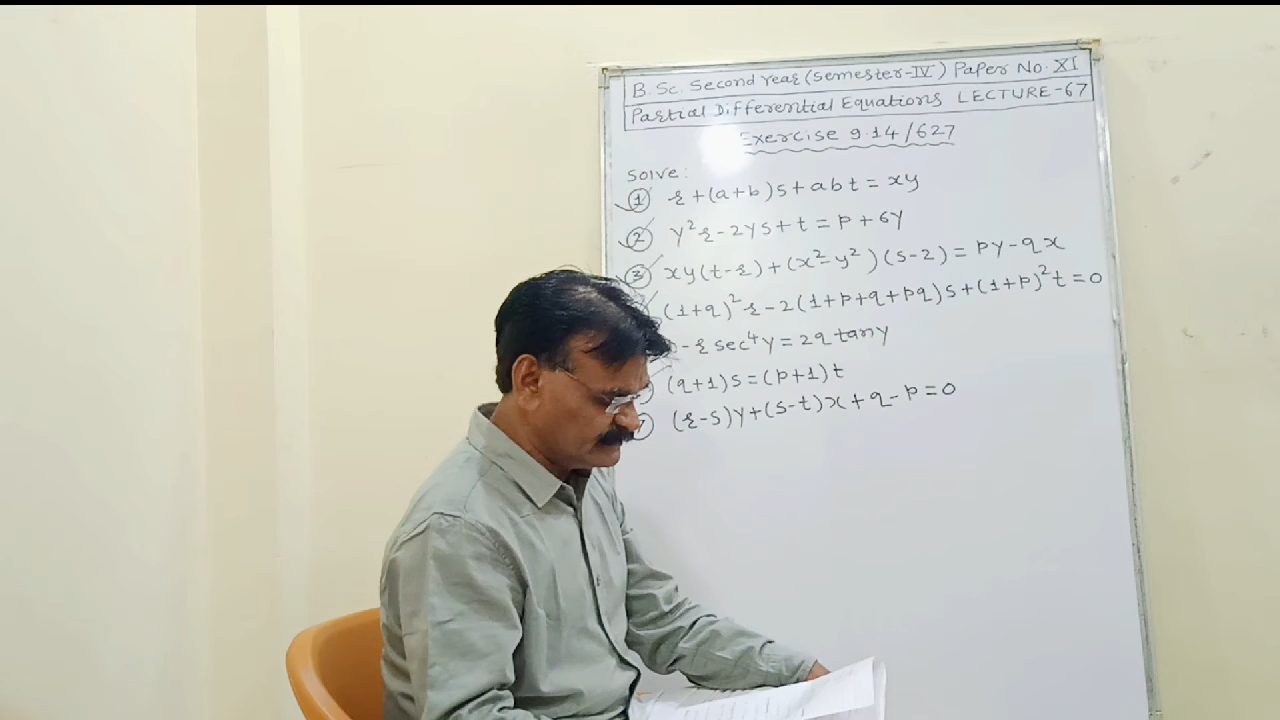 B.Sc. Second Year (Semester-IV) Paper No. XI
Partial Differential Equations LECTURE-67
Exercise 9.14/627
Solve:
① r+(a+b)s+abt=xy
② y²r-2ys+t=p+6y
③ xy(t-r)+(x²-y²)(s-2)=py-qx
(1+q)²r-2(1+p+q+pq)s+(1+p)²t=0
-r sec⁴y=2q tany
(q+1)s=(p+1)t
(r-s)y+(s-t)x+q-p=0